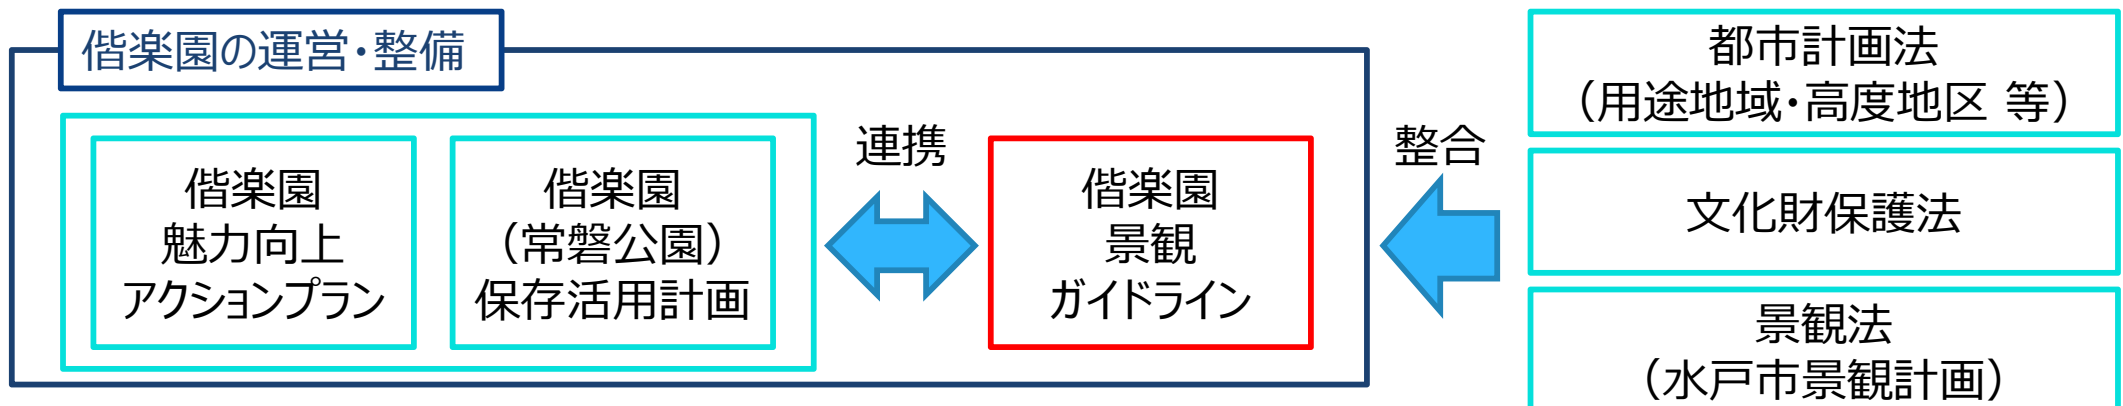 偕楽園の運営･整備
偕楽園
魅力向上
アクションプラン
偕楽園
（常磐公園）
保存活用計画
連携
偕楽園
景観
ガイドライン
整合
都市計画法
（用途地域･高度地区 等）
文化財保護法
景観法
（水戸市景観計画）